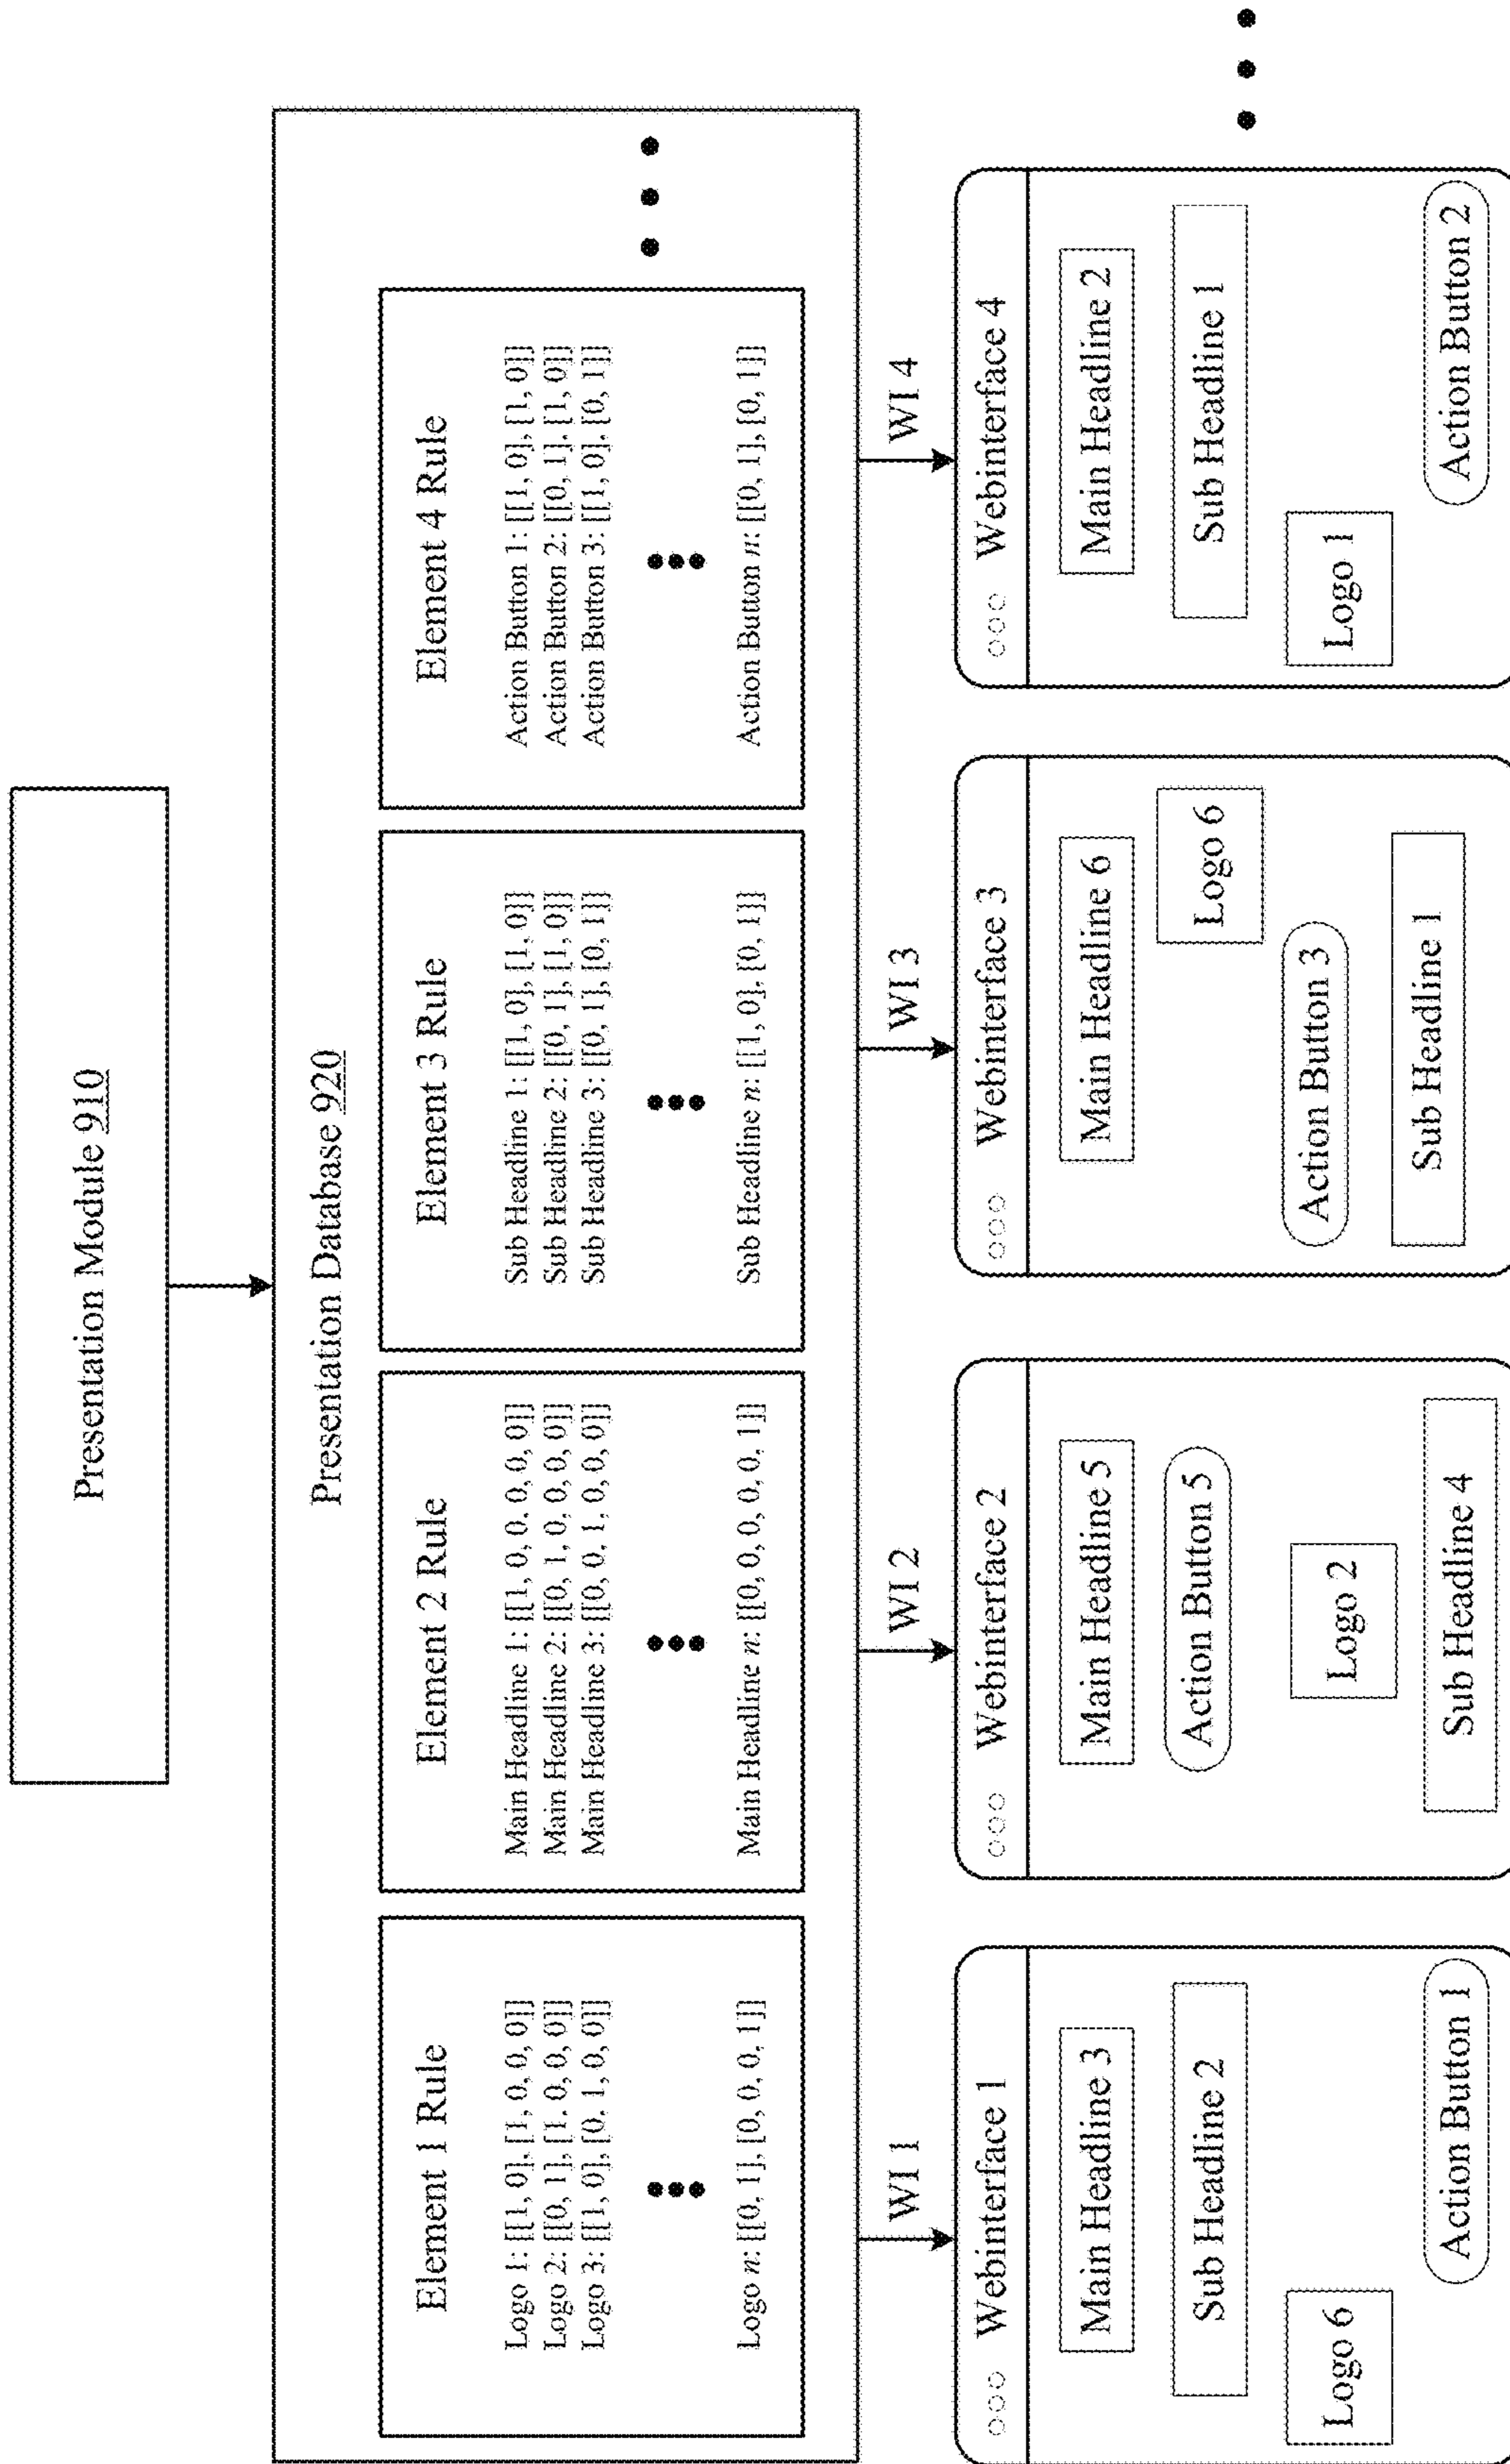 Presentation Module 910
Presentation Database 920
Element 1 Rule
Logo 1: [[1, 0], [1, 0, 0, 0]]
Logo 2: [[0, 1], [1, 0, 0, 0]]
Logo 3: [[1, 0], [0, 1, 0, 0]]
Logo n: [[0, 1], [0, 0, 0, 1]]
Element 2 Rule
Main Headline 1: [[1, 0, 0, 0, 0, 0]]
Main Headline 2: [[0, 1, 0, 0, 0, 0]]
Main Headline 3: [[0, 0, 1, 0, 0, 0]]
Main Headline n: [[0, 0, 0, 0, 0, 1]]
Element 3 Rule
Sub Headline 1: [[1, 0], [1, 0]]
Sub Headline 2: [[0, 1], [1, 0]]
Sub Headline 3: [[0, 1], [0, 1]]
Sub Headline n: [[1, 0], [0, 1]]
Element 4 Rule
Action Button 1: [[1, 0], [1, 0]]
Action Button 2: [[0, 1], [1, 0]]
Action Button 3: [[1, 0], [0, 1]]
Action Button n: [[0, 1], [0, 1]]
WI 1
WI 2
WI 3
WI 4
Webinterface 1
Main Headline 3
Sub Headline 2
Logo 6
Action Button 1
Webinterface 2
Main Headline 5
Action Button 5
Logo 2
Sub Headline 4
Webinterface 3
Main Headline 6
Logo 6
Action Button 3
Sub Headline 1
Webinterface 4
Main Headline 2
Sub Headline 1
Logo 1
Action Button 2